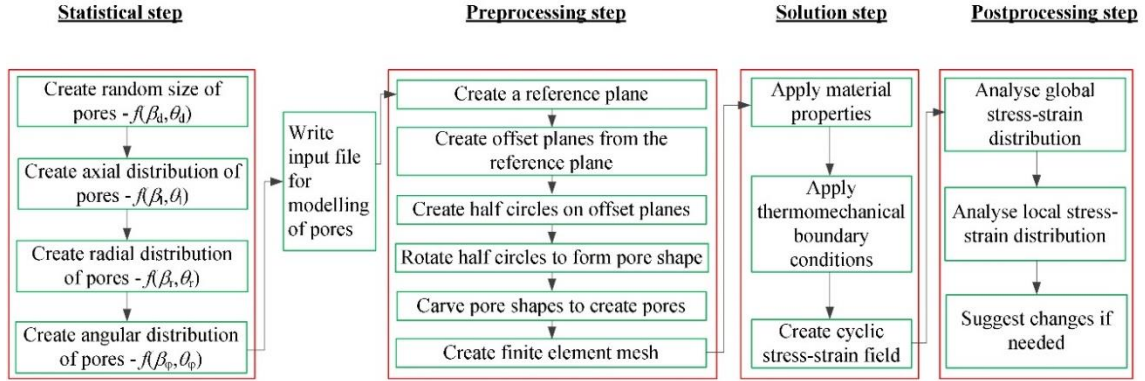 Statistical step
Create random size of
pores - f(βd,θd)
Create axial distribution of
pores - f(βl,θl)
Create radial distribution
of pores - f(βr,θr)
Create angular distribution
of pores - f(βφ,θφ)
Write
input file
for
modelling
of pores
Preprocessing step
Create a reference plane
Create offset planes from the
reference plane
Create half circles on offset planes
Rotate half circles to form pore shape
Carve pore shapes to create pores
Create finite element mesh
Solution step
Apply material
properties
Apply
thermomechanical
boundary
conditions
Create cyclic
stress-strain field
Postprocessing step
Analyse global
stress-strain
distribution
Analyse local stress-
strain distribution
Suggest changes if
needed